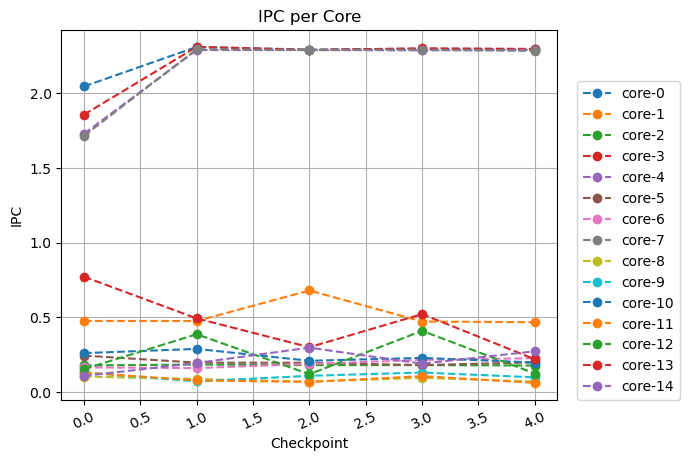 IPC per Core
IPC
2.0
1.5
1.0
0.5
0.0
0.0 0.5 1.0 1.5 2.0 2.5 3.0 3.5 4.0
Checkpoint
core-0
core-1
core-2
core-3
core-4
core-5
core-6
core-7
core-8
core-9
core-10
core-11
core-12
core-13
core-14